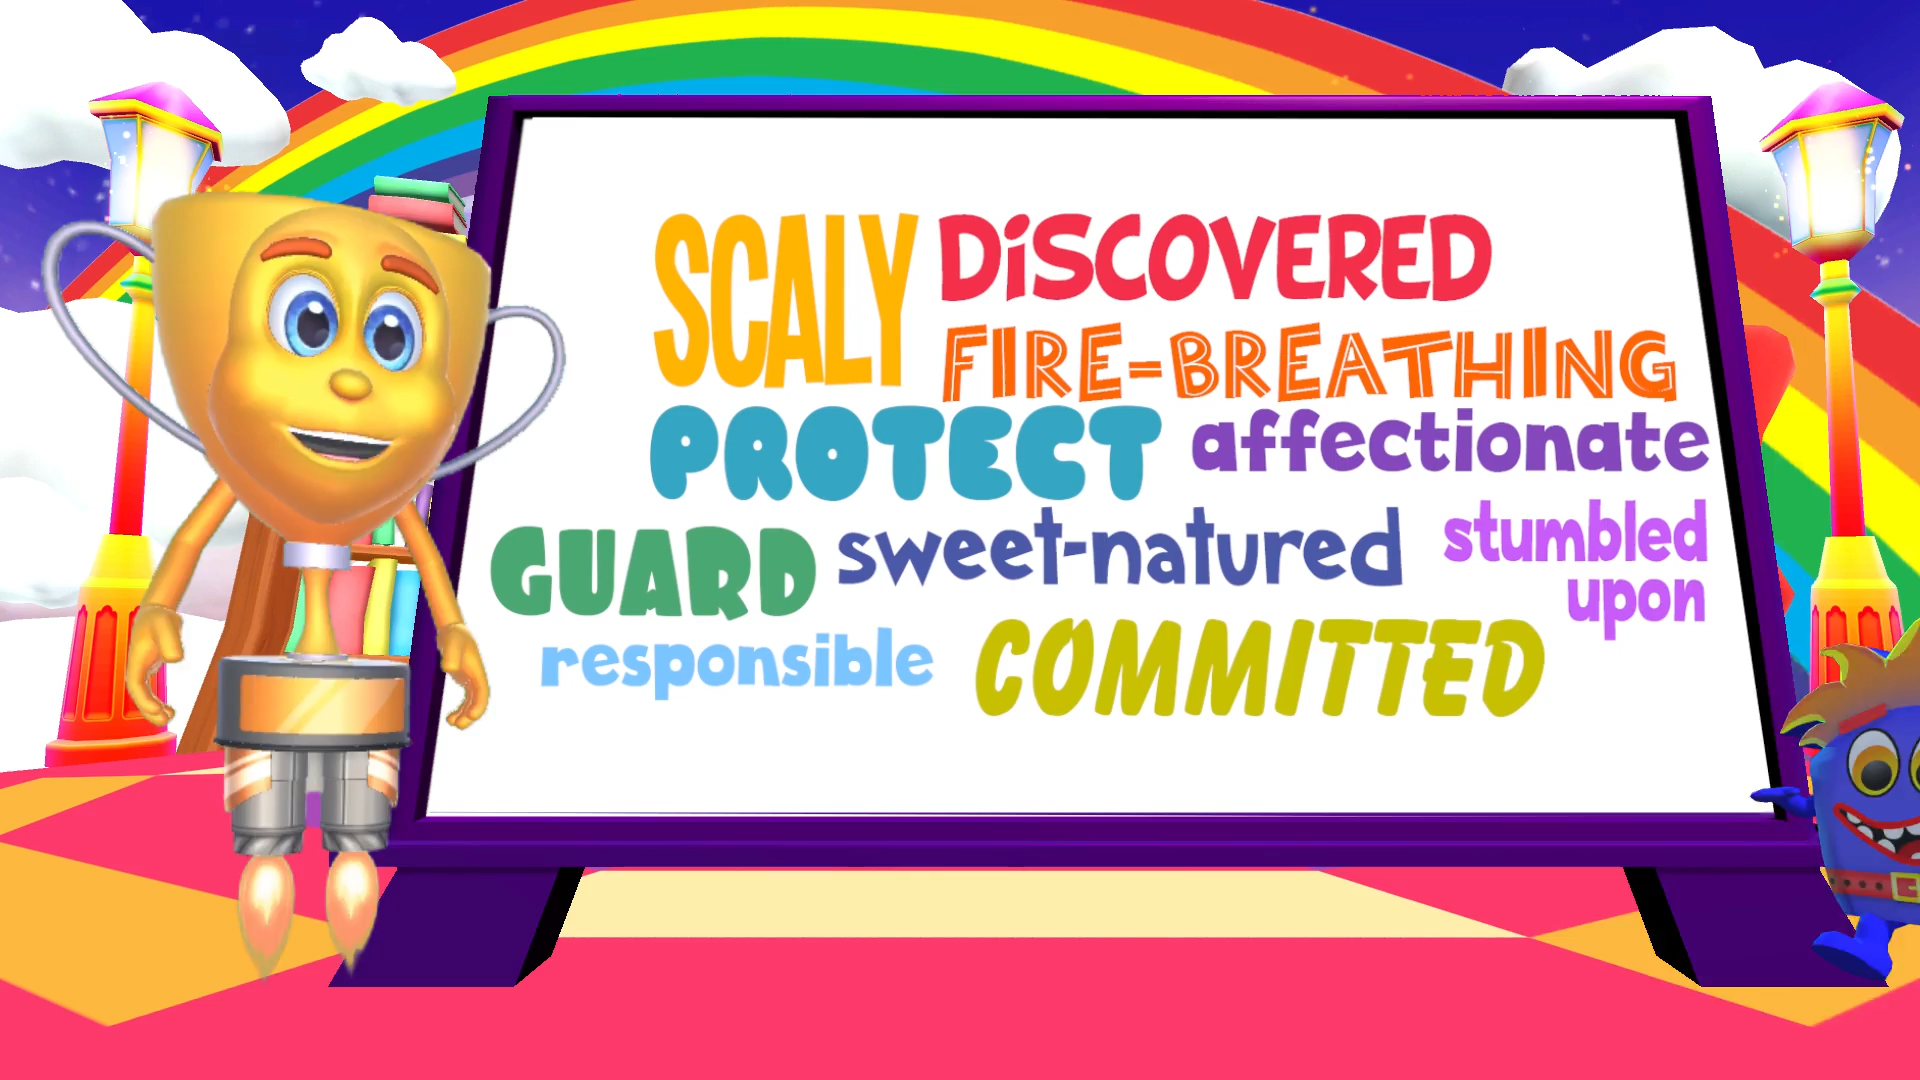 SCALY DiSCOVERED
FIRE-BREATHING
PROTECT affectionate
GUARD sweet-natured stumbled
upon
responsible COMMITTED